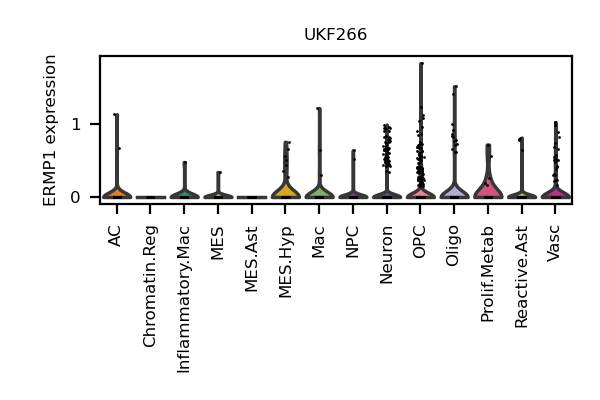 UKF266
ERMP1 expression
1
0
AC
Chromatin.Reg
Inflammatory.Mac
MES
MES.Ast
MES.Hyp
Mac
NPC
Neuron
OPC
Oligo
Prolif.Metab
Reactive.Ast
Vasc